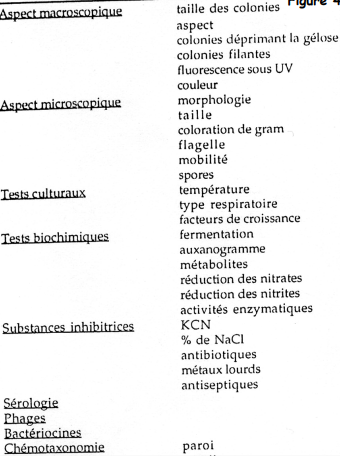 Figure 4
Aspect macroscopique taille des colonies
aspect
colonies déprimant la gélose
colonies filantes
fluorescence sous UV
couleur
Aspect microscopique morphologie
taille
coloration de gram
flagelle
mobilité
spores
Tests culturaux température
type respiratoire
facteurs de croissance
Tests biochimiques fermentation
auxanogramme
métabolites
réduction des nitrates
réduction des nitrites
activités enzymatiques
Substances inhibitrices KCN
% de NaCl
antibiotiques
métaux lourds
antiseptiques
Sérologie
Phages
Bactériocines
Chémotaxonomie paroi